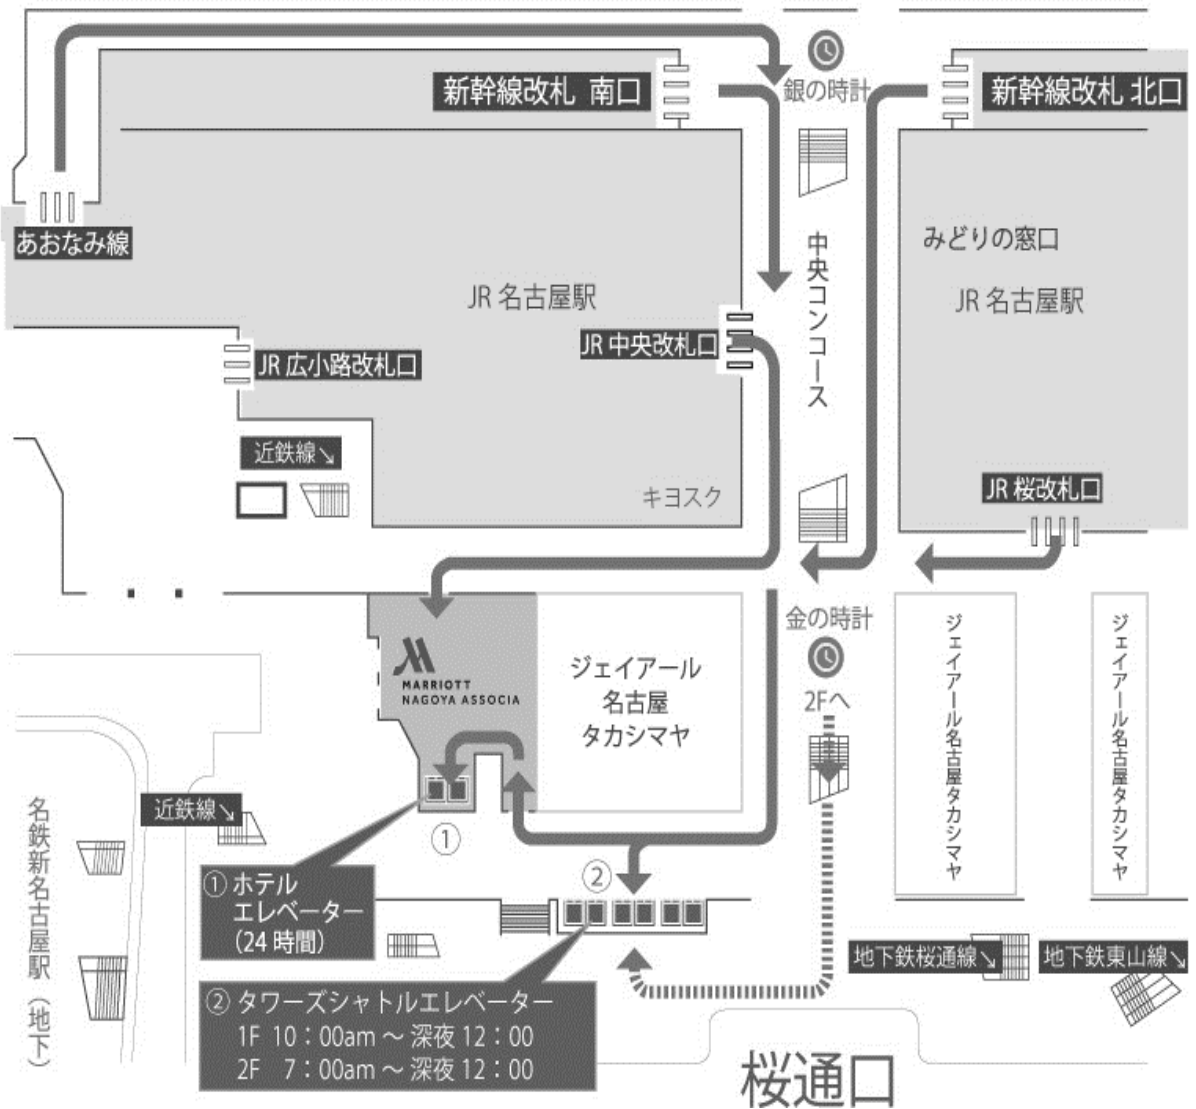 銀の時計
新幹線改札 南口
新幹線改札 北口
あおなみ線
みどりの窓口
JR 名古屋駅
JR 名古屋駅
中央コンコース
JR 中央改札口
JR 広小路改札口
近鉄線↘
キヨスク
JR 桜改札口
金の時計
2Fへ
MARRIOTT
NAGOYA ASSOCIA
ジェイアール
名古屋
タカシマヤ
ジェイアール名古屋タカシマヤ
ジェイアール名古屋タカシマヤ
近鉄線↘
名鉄新名古屋駅（地下）
①
②
① ホテル
エレベーター
（24 時間）
地下鉄桜通線↘
地下鉄東山線↘
② タワーズシャトルエレベーター
1F 10：00am ～ 深夜 12：00
2F 7：00am ～ 深夜 12：00
桜通口